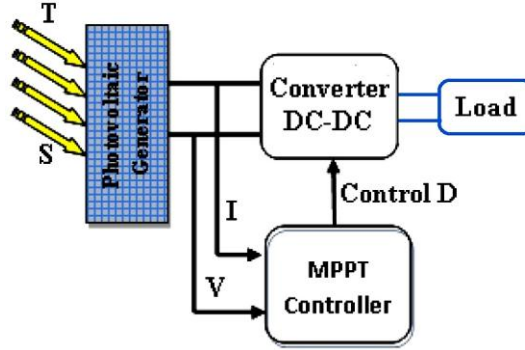 T
S
Photovoltaic
Generator
Converter
DC-DC
Load
Control D
I
V
MPPT
Controller